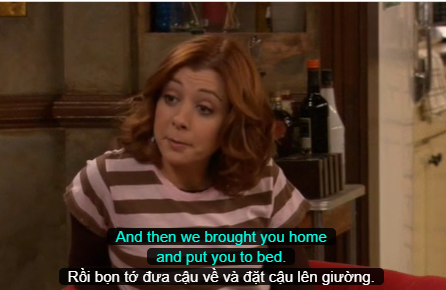 And then we brought you home
and put you to bed.
Rồi bọn tớ đưa cậu về và đặt cậu lên giường.